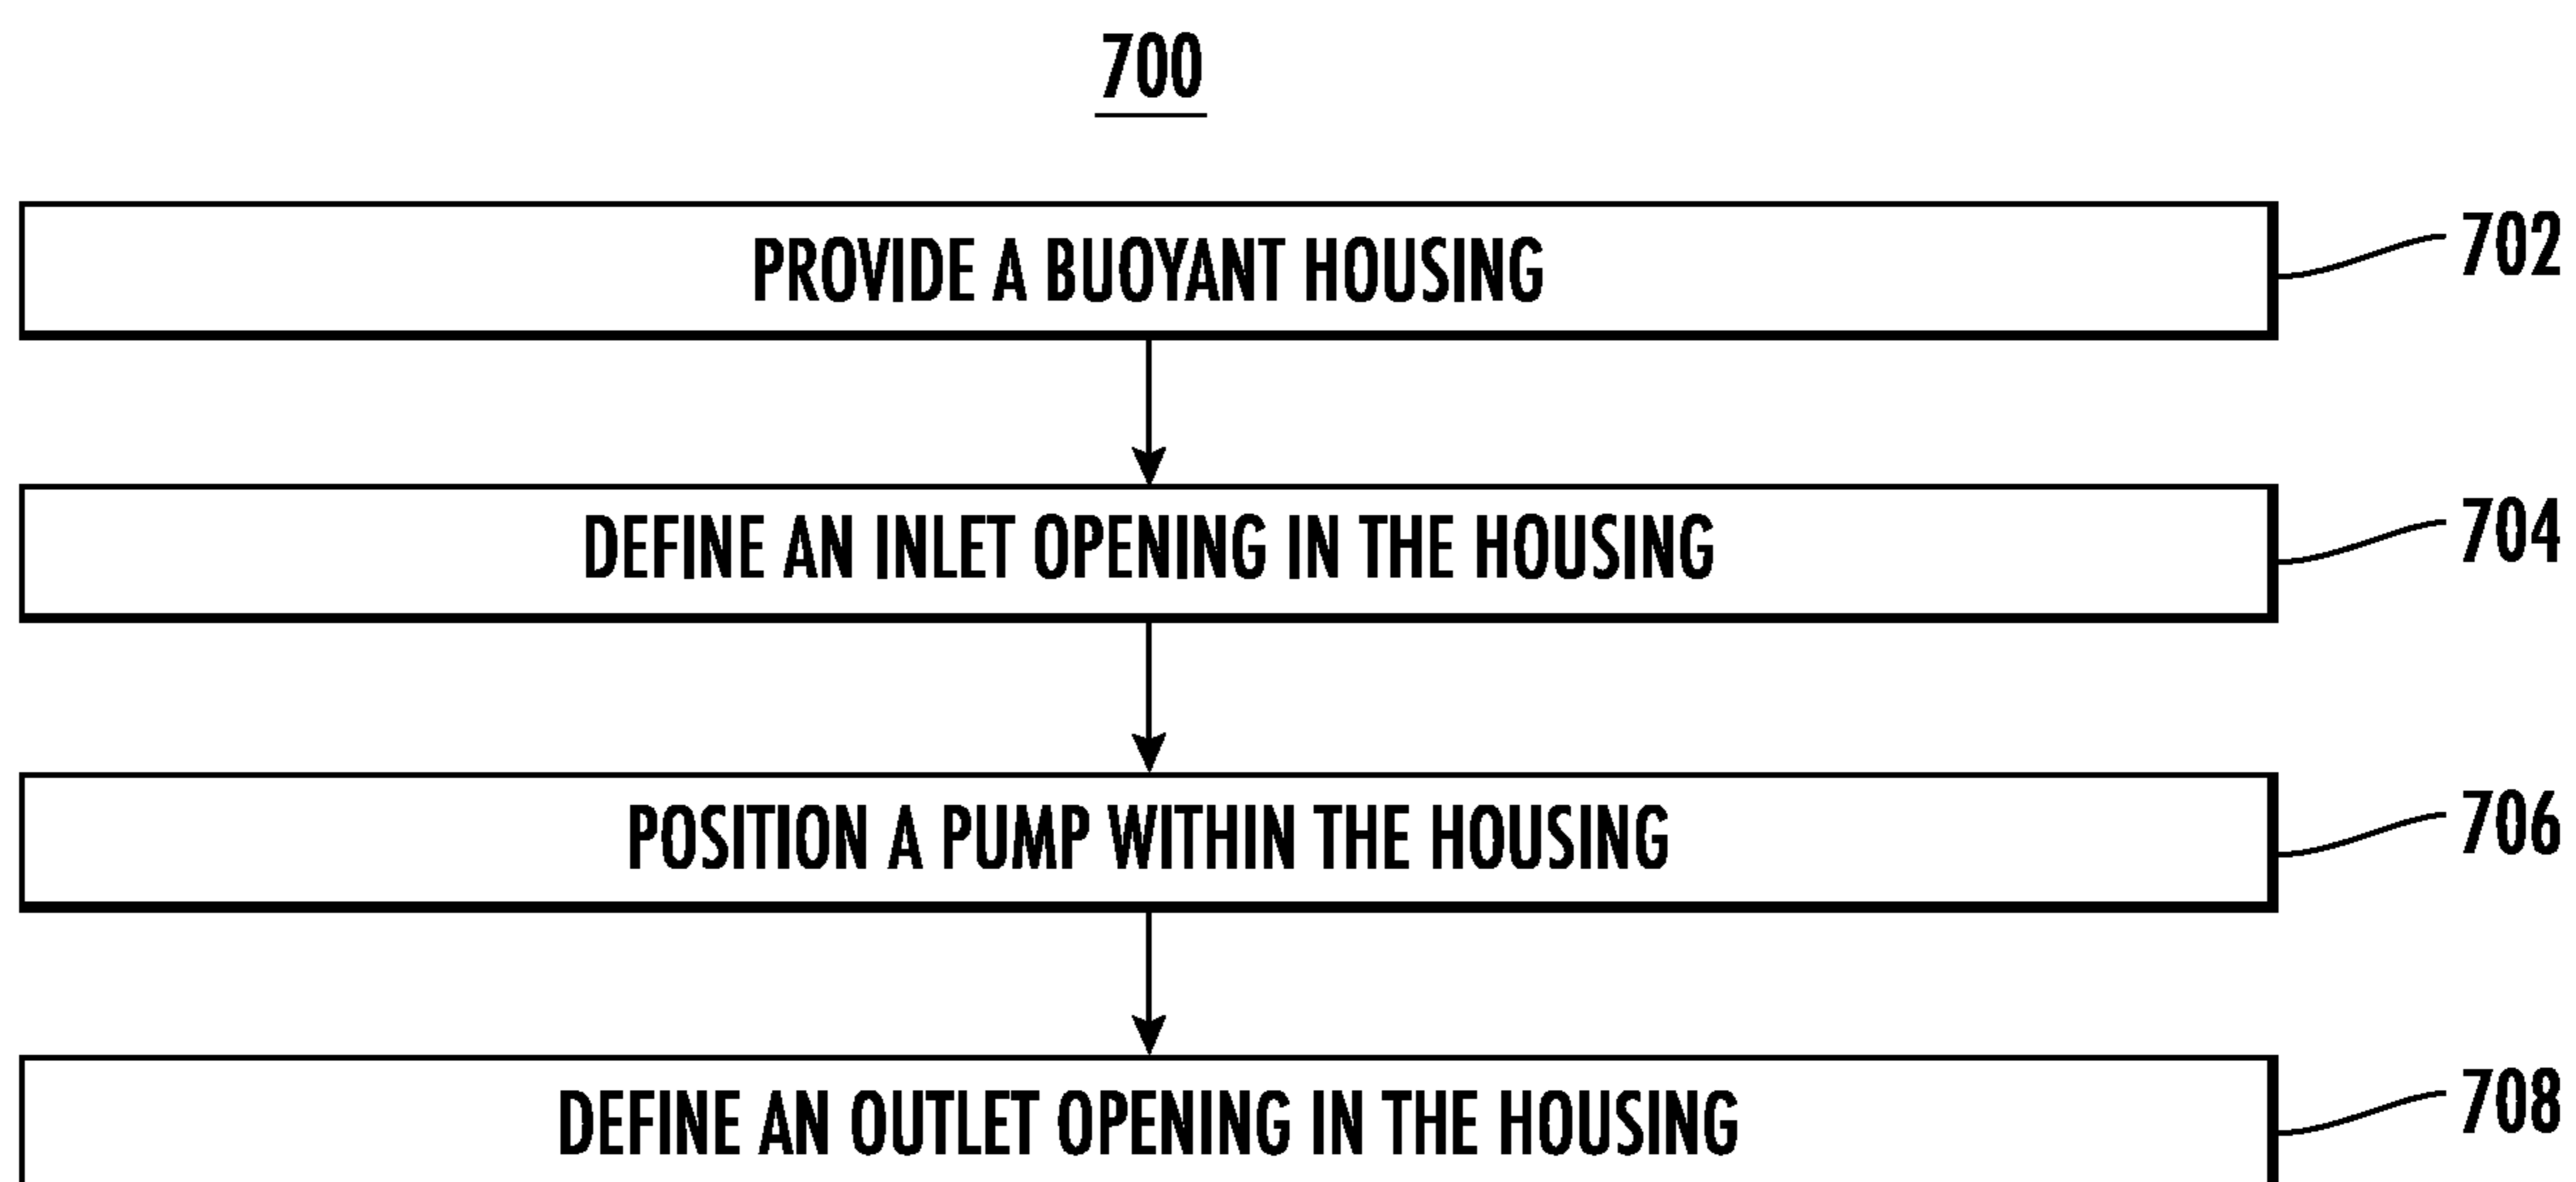 700
PROVIDE A BUOYANT HOUSING
702
DEFINE AN INLET OPENING IN THE HOUSING
704
POSITION A PUMP WITHIN THE HOUSING
706
DEFINE AN OUTLET OPENING IN THE HOUSING
708